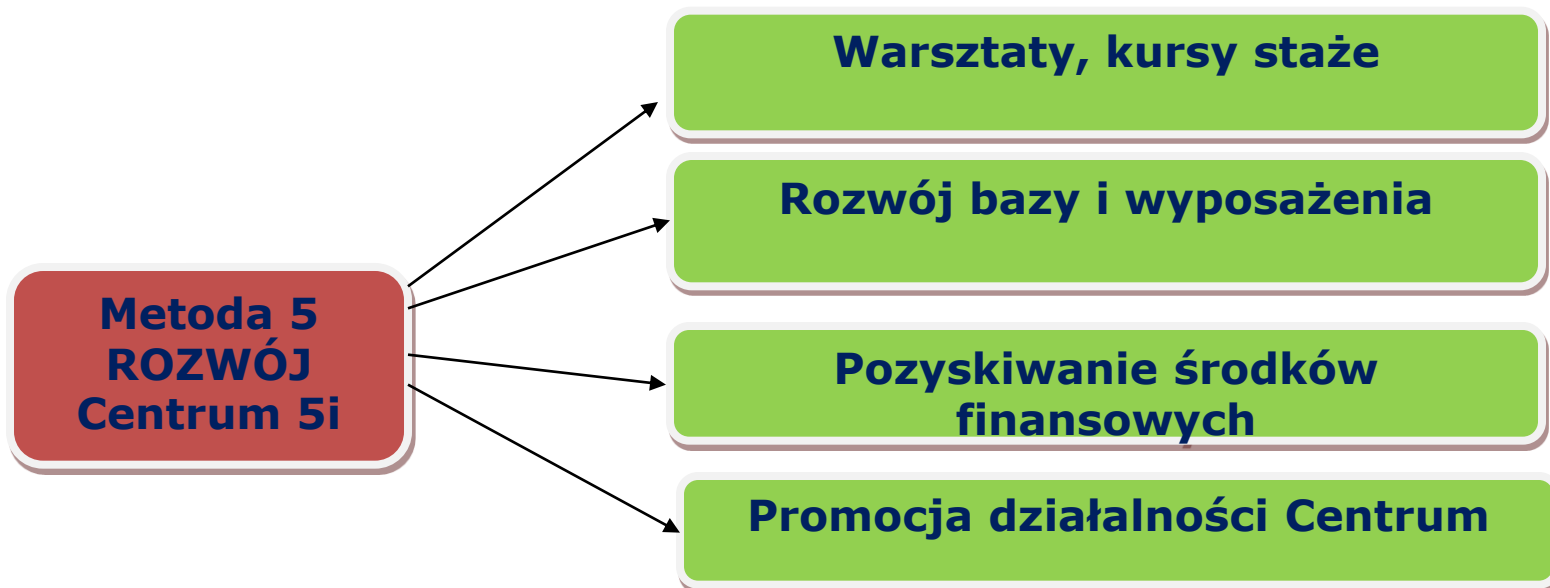 Metoda 5
ROZWÓJ
Centrum 5i
Warsztaty, kursy staże
Rozwój bazy i wyposażenia
Pozyskiwanie środków
finansowych
Promocja działalności Centrum